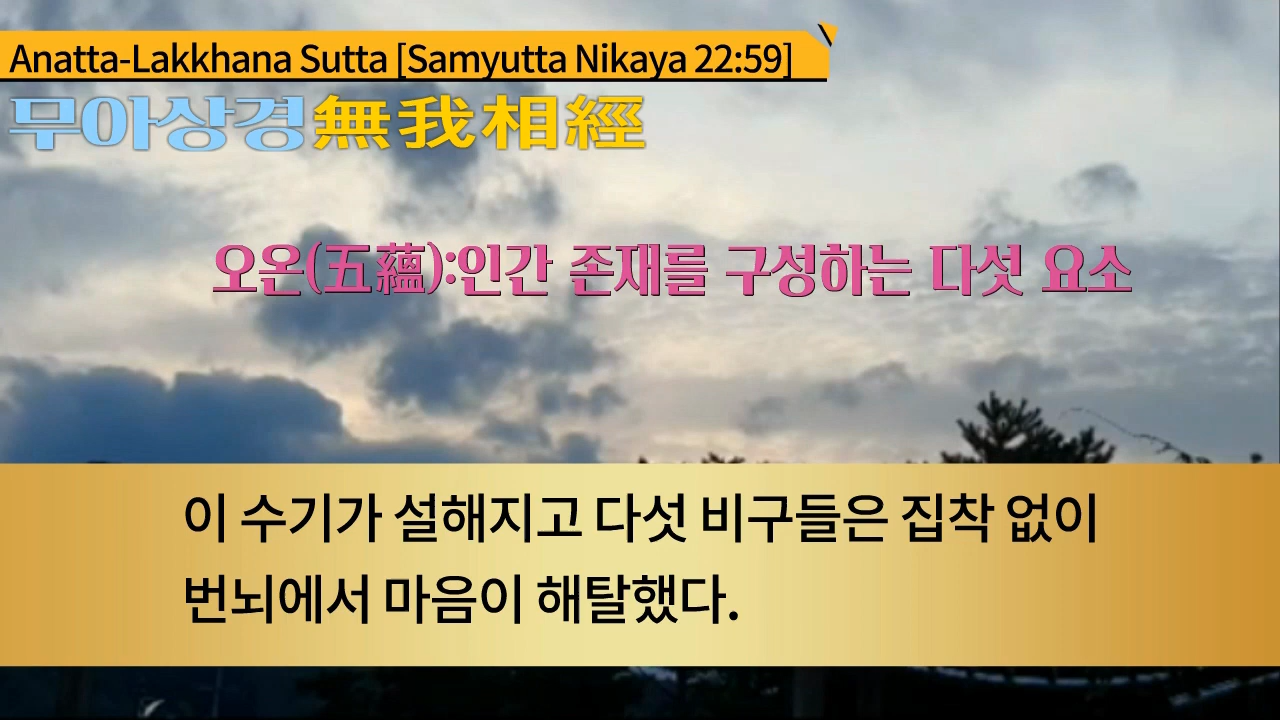 Anatta-Lakkhana Sutta [Samyutta Nikaya 22:59]
무아상경無我相經
오온(五蘊):인간 존재를 구성하는 다섯 요소
이 수기가 설해지고 다섯 비구들은 집착 없이
번뇌에서 마음이 해탈했다.